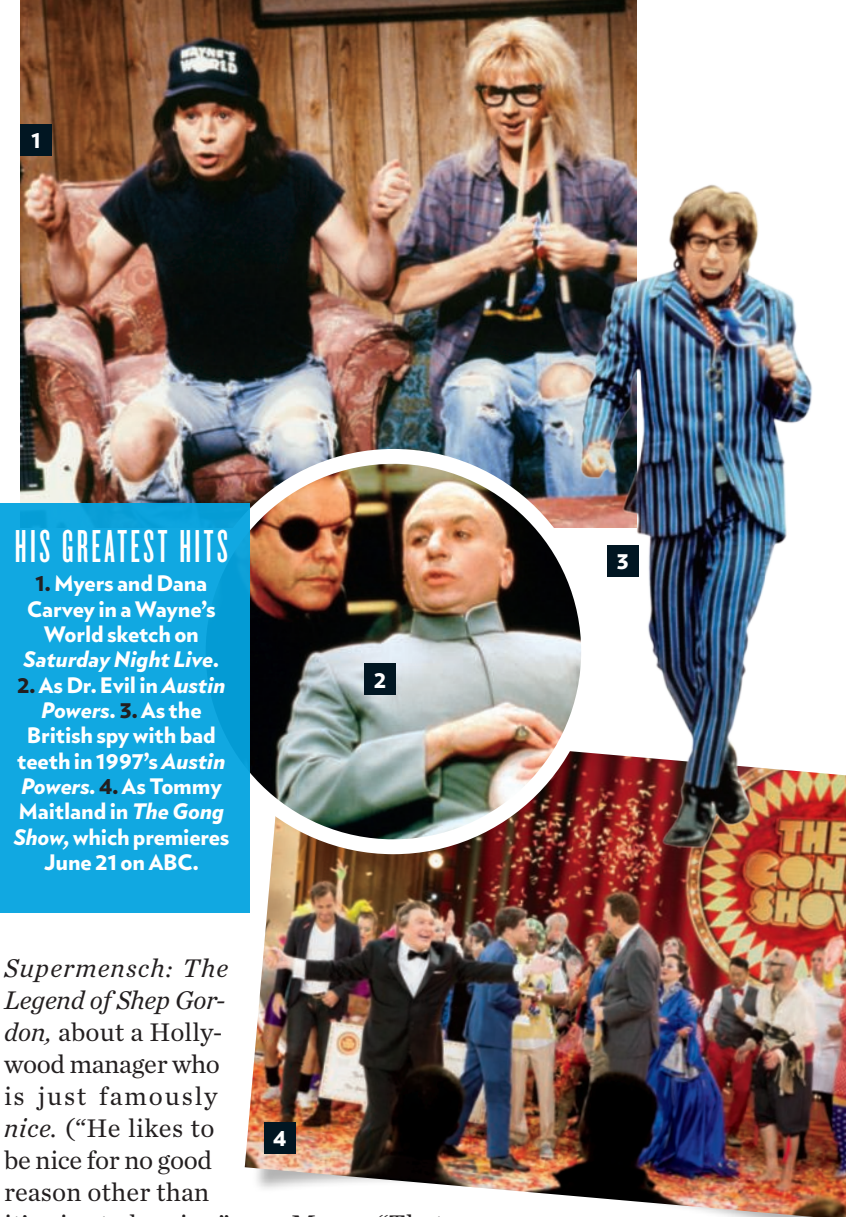 WAYNE'S
WORLD
1
3
2
HIS GREATEST HITS
1. Myers and Dana
Carvey in a Wayne's
World sketch on
Saturday Night Live.
2. As Dr. Evil in Austin
Powers. 3. As the
British spy with bad
teeth in 1997's Austin
Powers. 4. As Tommy
Maitland in The Gong
Show, which premieres
June 21 on ABC.
THE
SHOW
4
Supermensch: The
Legend of Shep Gor-
don, about a Holly-
wood manager who
is just famously
nice. (“He likes to
be nice for no good
reason other than